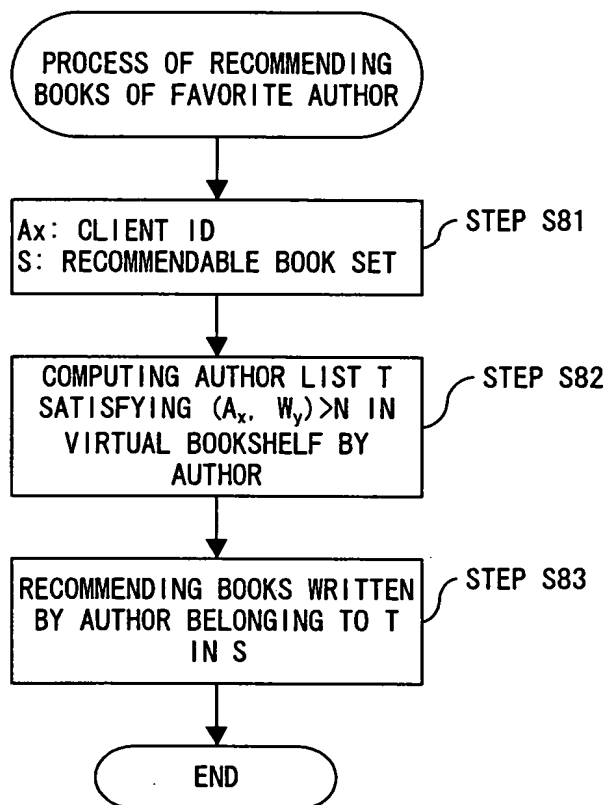 PROCESS OF RECOMMENDING
BOOKS OF FAVORITE AUTHOR
Ax: CLIENT ID
S: RECOMMENDABLE BOOK SET
STEP S81
COMPUTING AUTHOR LIST T
SATISFYING (Aₓ, Wᵧ)>N IN
VIRTUAL BOOKSHELF BY
AUTHOR
STEP S82
RECOMMENDING BOOKS WRITTEN
BY AUTHOR BELONGING TO T
IN S
STEP S83
END